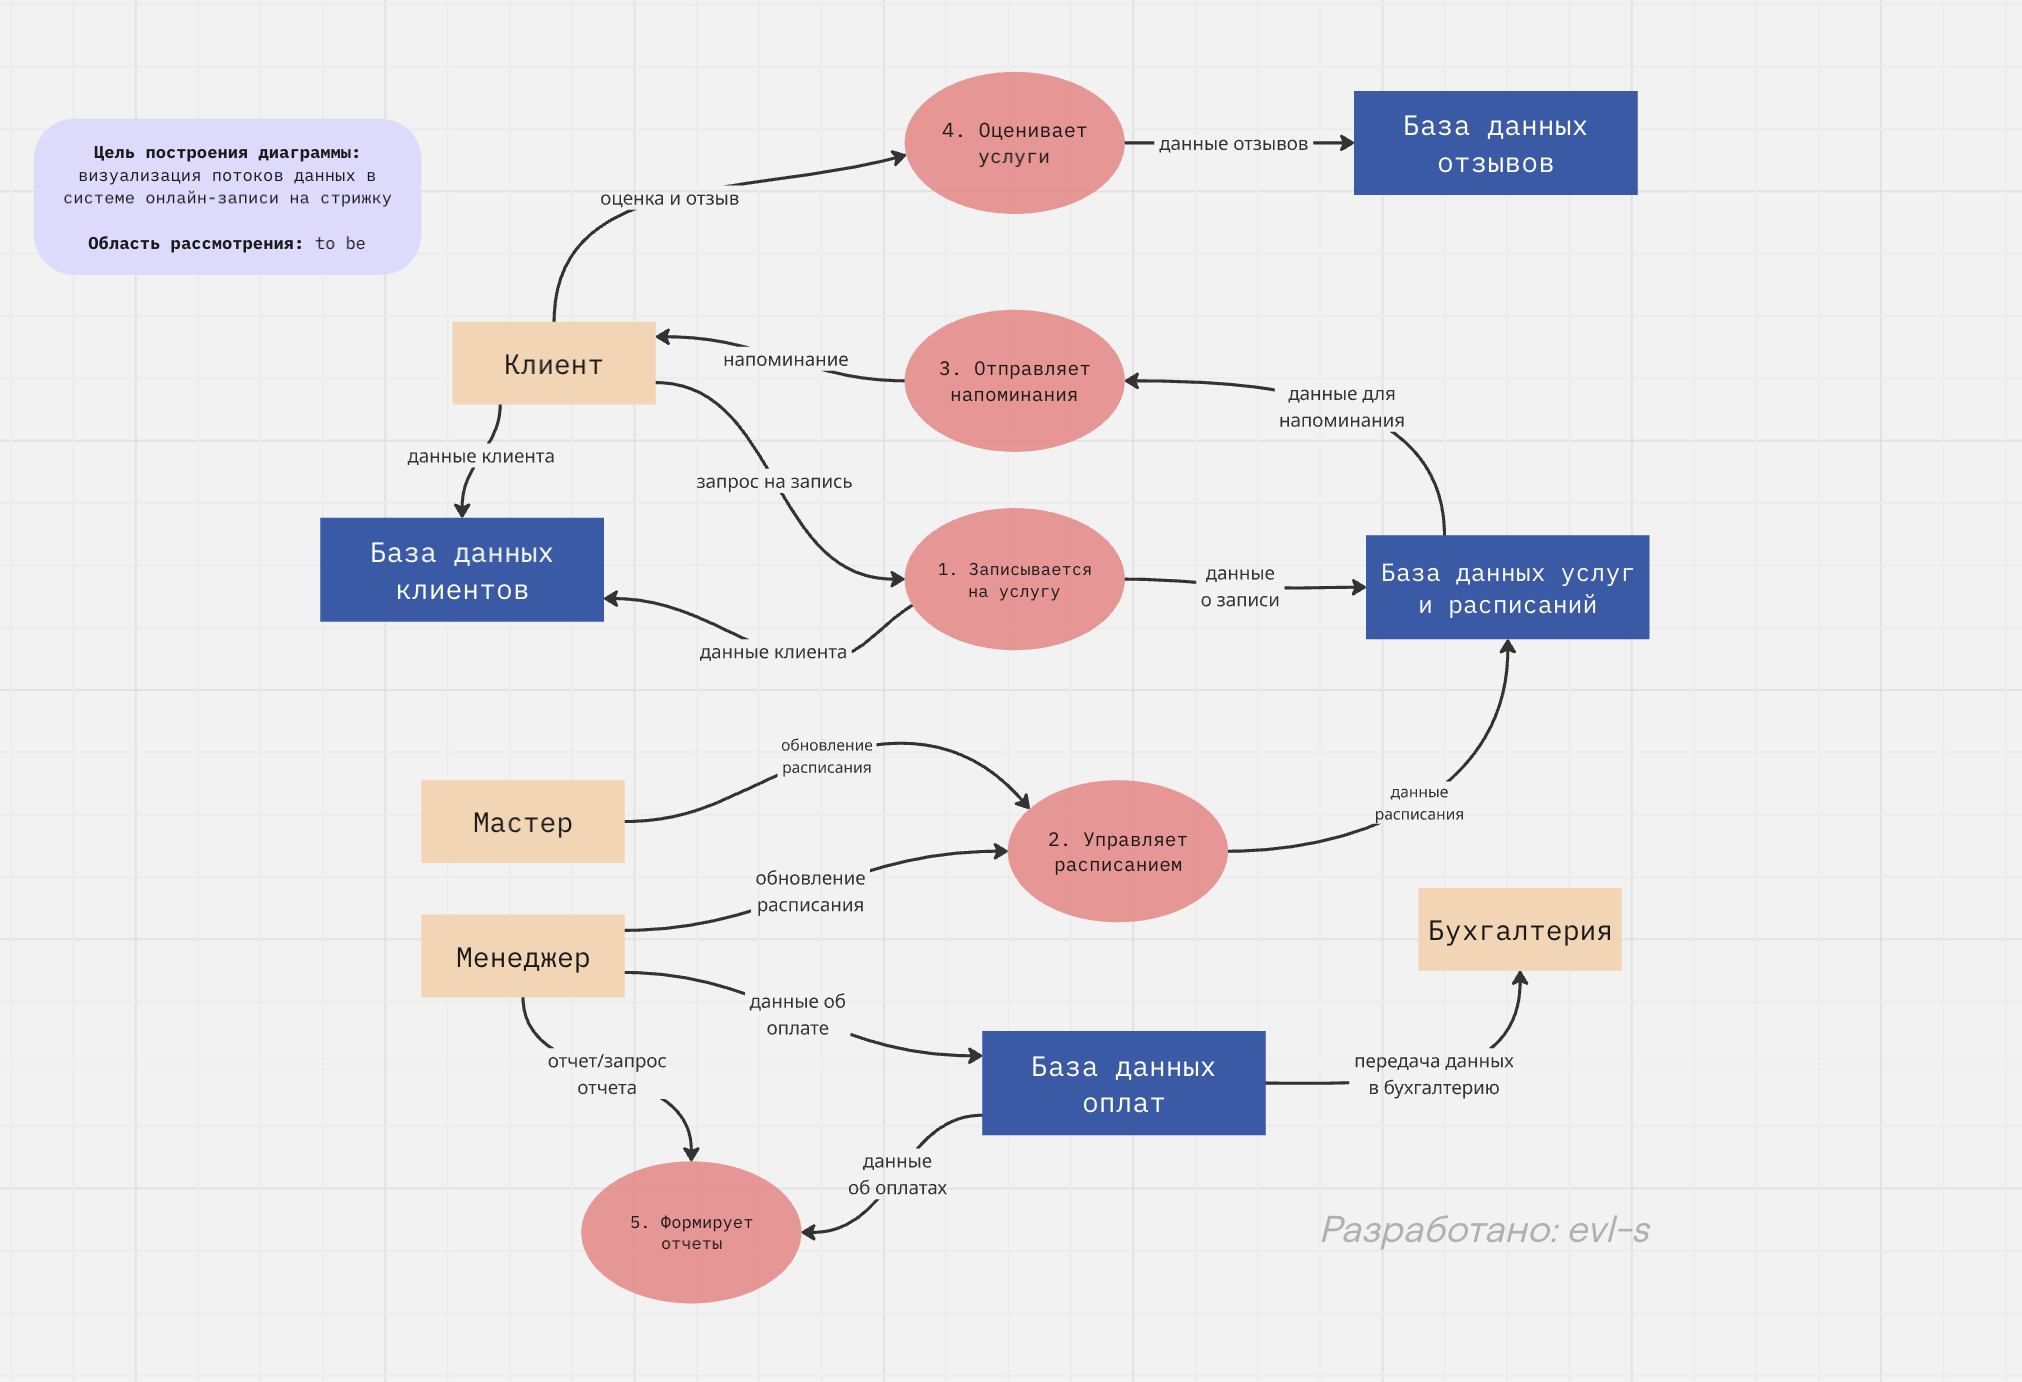 Цель построения диаграммы:
визуализация потоков данных в
системе онлайн-записи на стрижку
Область рассмотрения: to be
4. Оценивает
услуги
данные отзывов
База данных
отзывов
оценка и отзыв
Клиент
напоминание
3. Отправляет
напоминания
данные для
напоминания
данные клиента
запрос на запись
База данных
клиентов
1. Записывается
на услугу
данные
о записи
База данных услуг
и расписаний
данные клиента
обновление
расписания
Мастер
2. Управляет
расписанием
данные
расписания
обновление
расписания
Менеджер
Бухгалтерия
данные об
оплате
База данных
оплат
передача данных
в бухгалтерию
отчет/запрос
отчета
данные
об оплатах
5. Формирует
отчеты
Разработано: evl-s